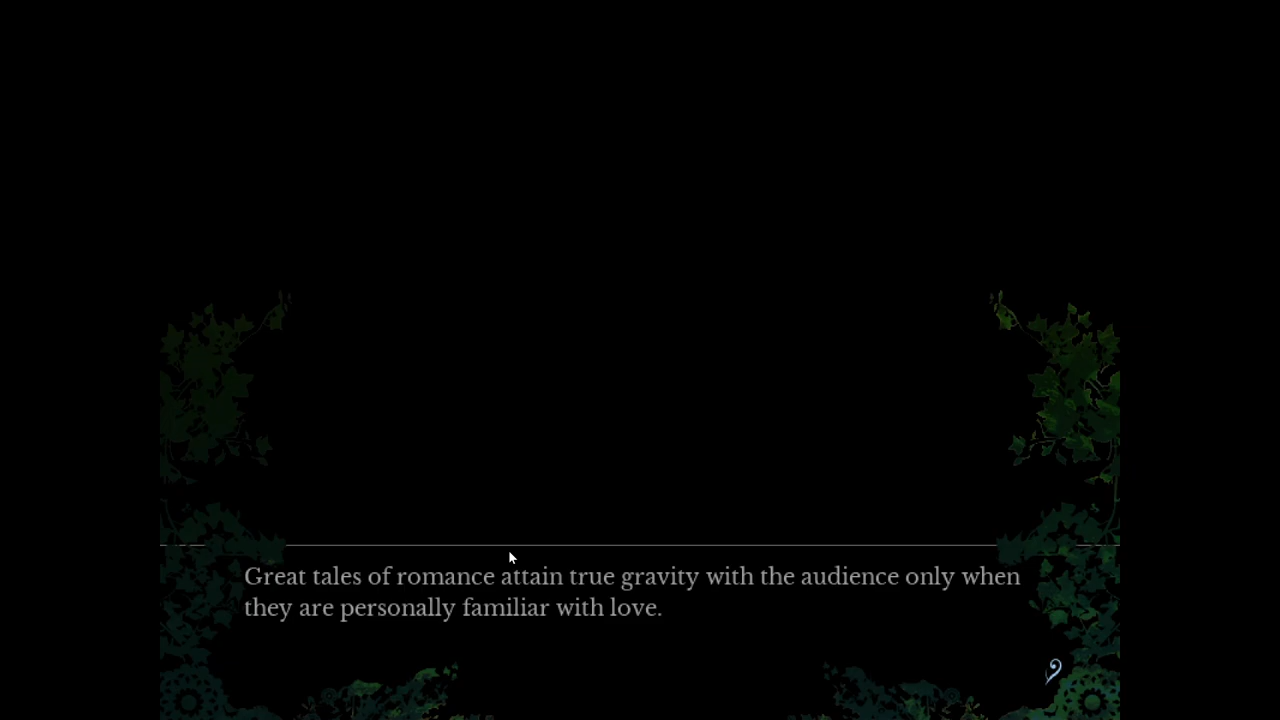 Great tales of romance attain true gravity with the audience only when
they are personally familiar with love.